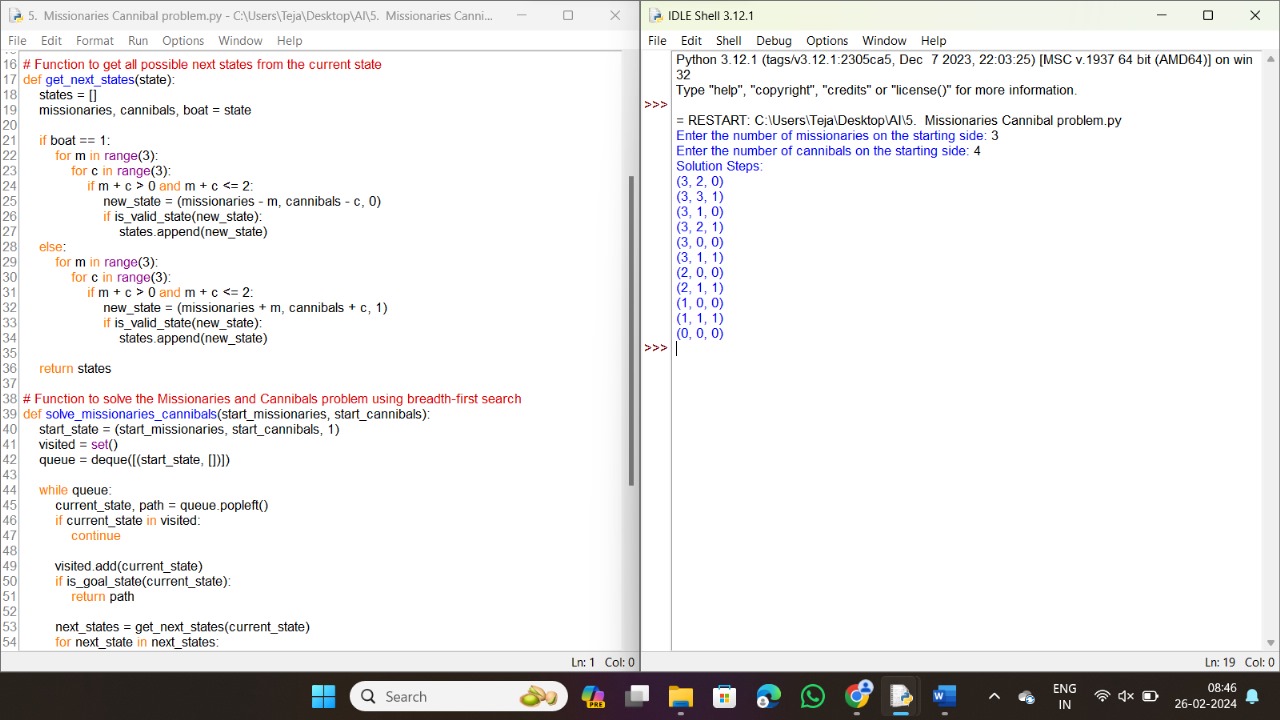 5. Missionaries Cannibal problem.py - C:\Users\Teja\Desktop\AI\5. Missionaries Canni...
File Edit Format Run Options Window Help
16 # Function to get all possible next states from the current state
17 def get_next_states(state):
18 states = []
19 missionaries, cannibals, boat = state
20
21 if boat == 1:
22 for m in range(3):
23 for c in range(3):
24 if m + c > 0 and m + c <= 2:
25 new_state = (missionaries - m, cannibals - c, 0)
26 if is_valid_state(new_state):
27 states.append(new_state)
28 else:
29 for m in range(3):
30 for c in range(3):
31 if m + c > 0 and m + c <= 2:
32 new_state = (missionaries + m, cannibals + c, 1)
33 if is_valid_state(new_state):
34 states.append(new_state)
35
36 return states
37
38 # Function to solve the Missionaries and Cannibals problem using breadth-first search
39 def solve_missionaries_cannibals(start_missionaries, start_cannibals):
40 start_state = (start_missionaries, start_cannibals, 1)
41 visited = set()
42 queue = deque([(start_state, [])])
43
44 while queue:
45 current_state, path = queue.popleft()
46 if current_state in visited:
47 continue
48
49 visited.add(current_state)
50 if is_goal_state(current_state):
51 return path
52
53 next_states = get_next_states(current_state)
54 for next_state in next_states:
Ln: 1 Col: 0
IDLE Shell 3.12.1
File Edit Shell Debug Options Window Help
Python 3.12.1 (tags/v3.12.1:2305ca5, Dec 7 2023, 22:03:25) [MSC v.1937 64 bit (AMD64)] on win
32
Type "help", "copyright", "credits" or "license()" for more information.
>>>
= RESTART: C:\Users\Teja\Desktop\AI\5. Missionaries Cannibal problem.py
Enter the number of missionaries on the starting side: 3
Enter the number of cannibals on the starting side: 4
Solution Steps:
(3, 2, 0)
(3, 3, 1)
(3, 1, 0)
(3, 2, 1)
(3, 0, 0)
(3, 1, 1)
(2, 0, 0)
(2, 1, 1)
(1, 0, 0)
(1, 1, 1)
(0, 0, 0)
>>>
Ln: 19 Col: 0
Search
PRE
W
ENG
IN
08:46
26-02-2024